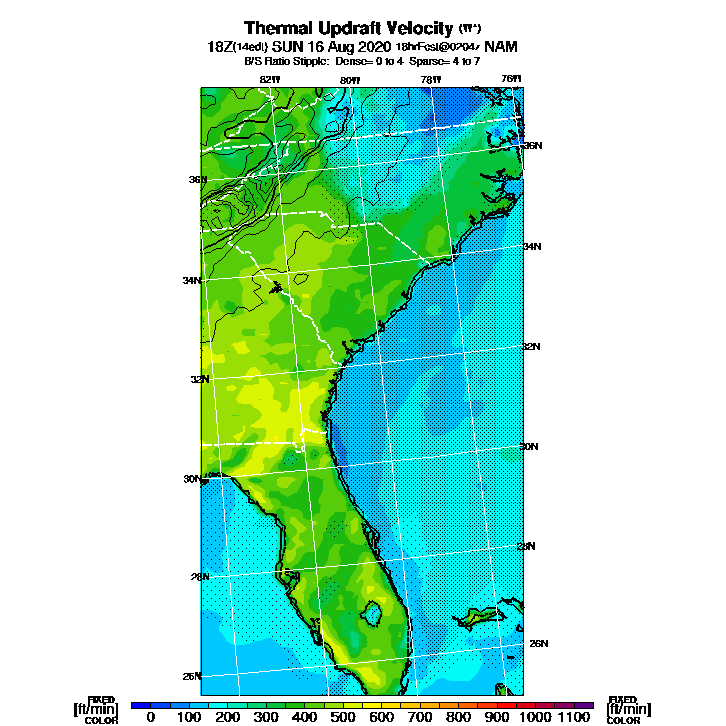 Thermal Updraft Velocity (W*)
18Z(14edt) SUN 16 Aug 2020 18hrFcst@0204z NAM
B/S Ratio Stipple: Dense= 0 to 4 Sparse= 4 to 7
82W 80W 78W 76W
36N
36N
34N
34N
32N
32N
30N
30N
28N
28N
26N
26N
FIXED FIXED
[ft/min] [ft/min]
COLOR COLOR
0 100 200 300 400 500 600 700 800 900 1000 1100